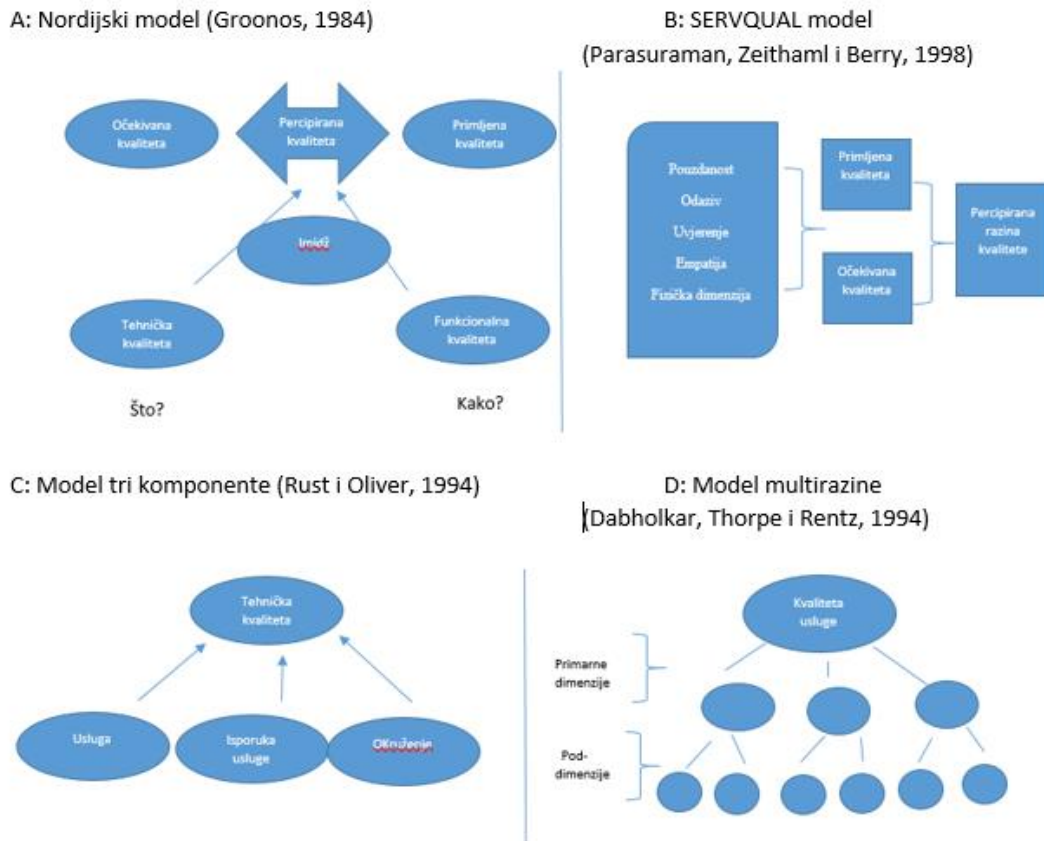 A: Nordijski model (Groonos, 1984)
Očekivana
kvaliteta
Percipirana
kvaliteta
Primljena
kvaliteta
Imidž
Tehnička
kvaliteta
Funkcionalna
kvaliteta
Što?
Kako?
B: SERVQUAL model
(Parasuraman, Zeithaml i Berry, 1998)
Pouzdanost
Odaziv
Uvjerenje
Empatija
Fizička dimenzija
Primljena
kvaliteta
Očekivana
kvaliteta
Percipirana
razina
kvalitete
C: Model tri komponente (Rust i Oliver, 1994)
Tehnička
kvaliteta
Usluga
Isporuka
usluge
OKruženje
D: Model multirazine
(Dabholkar, Thorpe i Rentz, 1994)
Kvaliteta
usluge
Primarne
dimenzije
Pod-
dimenzije